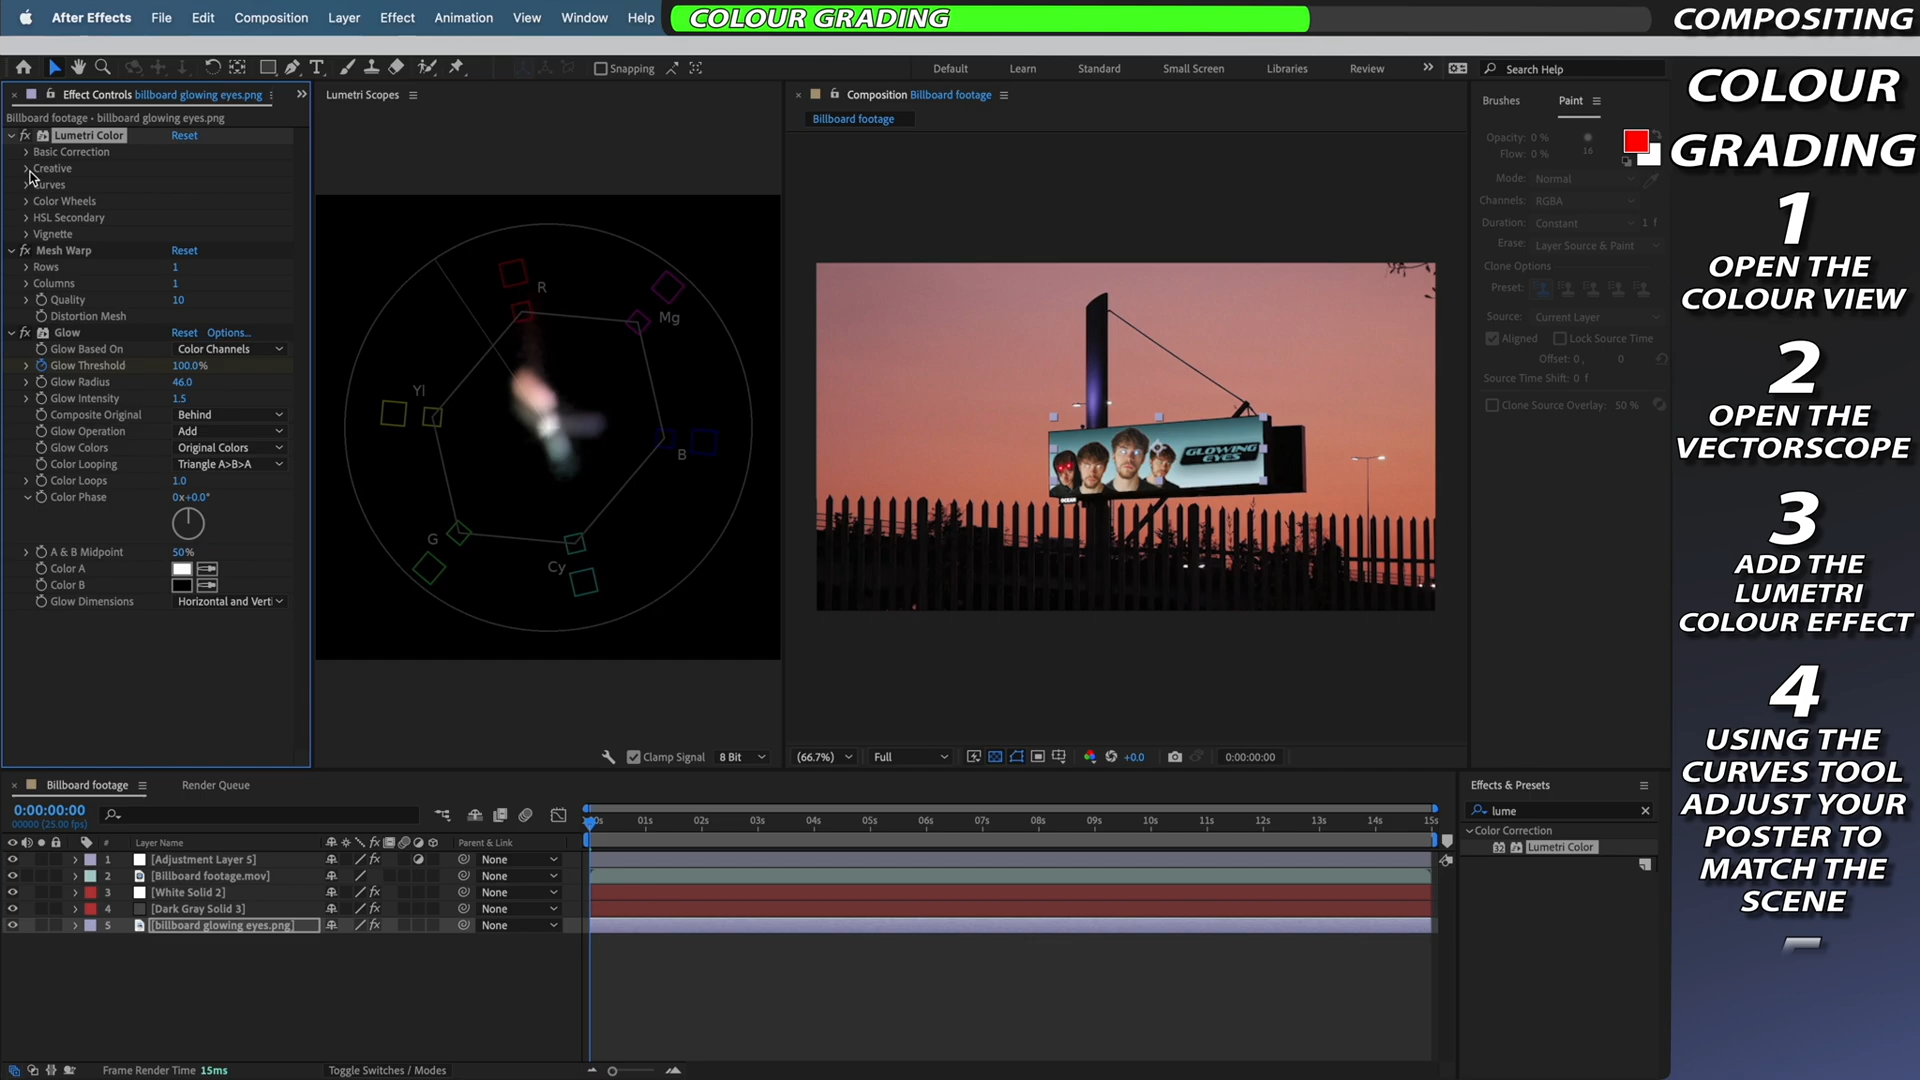 After Effects File Edit Composition Layer Effect Animation View Window Help
COLOUR GRADING
COMPOSITING
Snapping
Default Learn Standard Small Screen Libraries Review
Search Help
Effect Controls billboard glowing eyes.png
Billboard footage • billboard glowing eyes.png
Lumetri Color Reset
Basic Correction
Creative
Curves
Color Wheels
HSL Secondary
Vignette
Mesh Warp Reset
Rows 1
Columns 1
Quality 10
Distortion Mesh
Glow Reset Options...
Glow Based On Color Channels
Glow Threshold 100.0%
Glow Radius 46.0
Glow Intensity 1.5
Composite Original Behind
Glow Operation Add
Glow Colors Original Colors
Color Looping Triangle A>B>A
Color Loops 1.0
Color Phase 0x+0.0°
A & B Midpoint 50%
Color A
Color B
Glow Dimensions Horizontal and Verti
Lumetri Scopes
R
Mg
Yl
B
G
Cy
Clamp Signal 8 Bit
Composition Billboard footage
Billboard footage
GLOWING
EYES
OCEAN
(66.7%) Full +0.0 0:00:00:00
Brushes Paint
Opacity: 0 %
Flow: 0 % 16
Mode: Normal
Channels: RGBA
Duration: Constant 1 f
Erase: Layer Source & Paint
Clone Options
Preset:
Source: Current Layer
Aligned Lock Source Time
Offset: 0 , 0
Source Time Shift: 0 f
Clone Source Overlay: 50 %
COLOUR
GRADING
1
OPEN THE
COLOUR VIEW
2
OPEN THE
VECTORSCOPE
3
ADD THE
LUMETRI
COLOUR EFFECT
4
USING THE
CURVES TOOL
ADJUST YOUR
POSTER TO
MATCH THE
SCENE
Billboard footage Render Queue
0:00:00:00
00000 (25.00 fps)
01s 02s 03s 04s 05s 06s 07s 08s 09s 10s 11s 12s 13s 14s 15s
# Layer Name Parent & Link
1 [Adjustment Layer 5] None
2 [Billboard footage.mov] None
3 [White Solid 2] None
4 [Dark Gray Solid 3] None
5 [billboard glowing eyes.png] None
Frame Render Time 15ms
Toggle Switches / Modes
Effects & Presets
lume
Color Correction
32 Lumetri Color